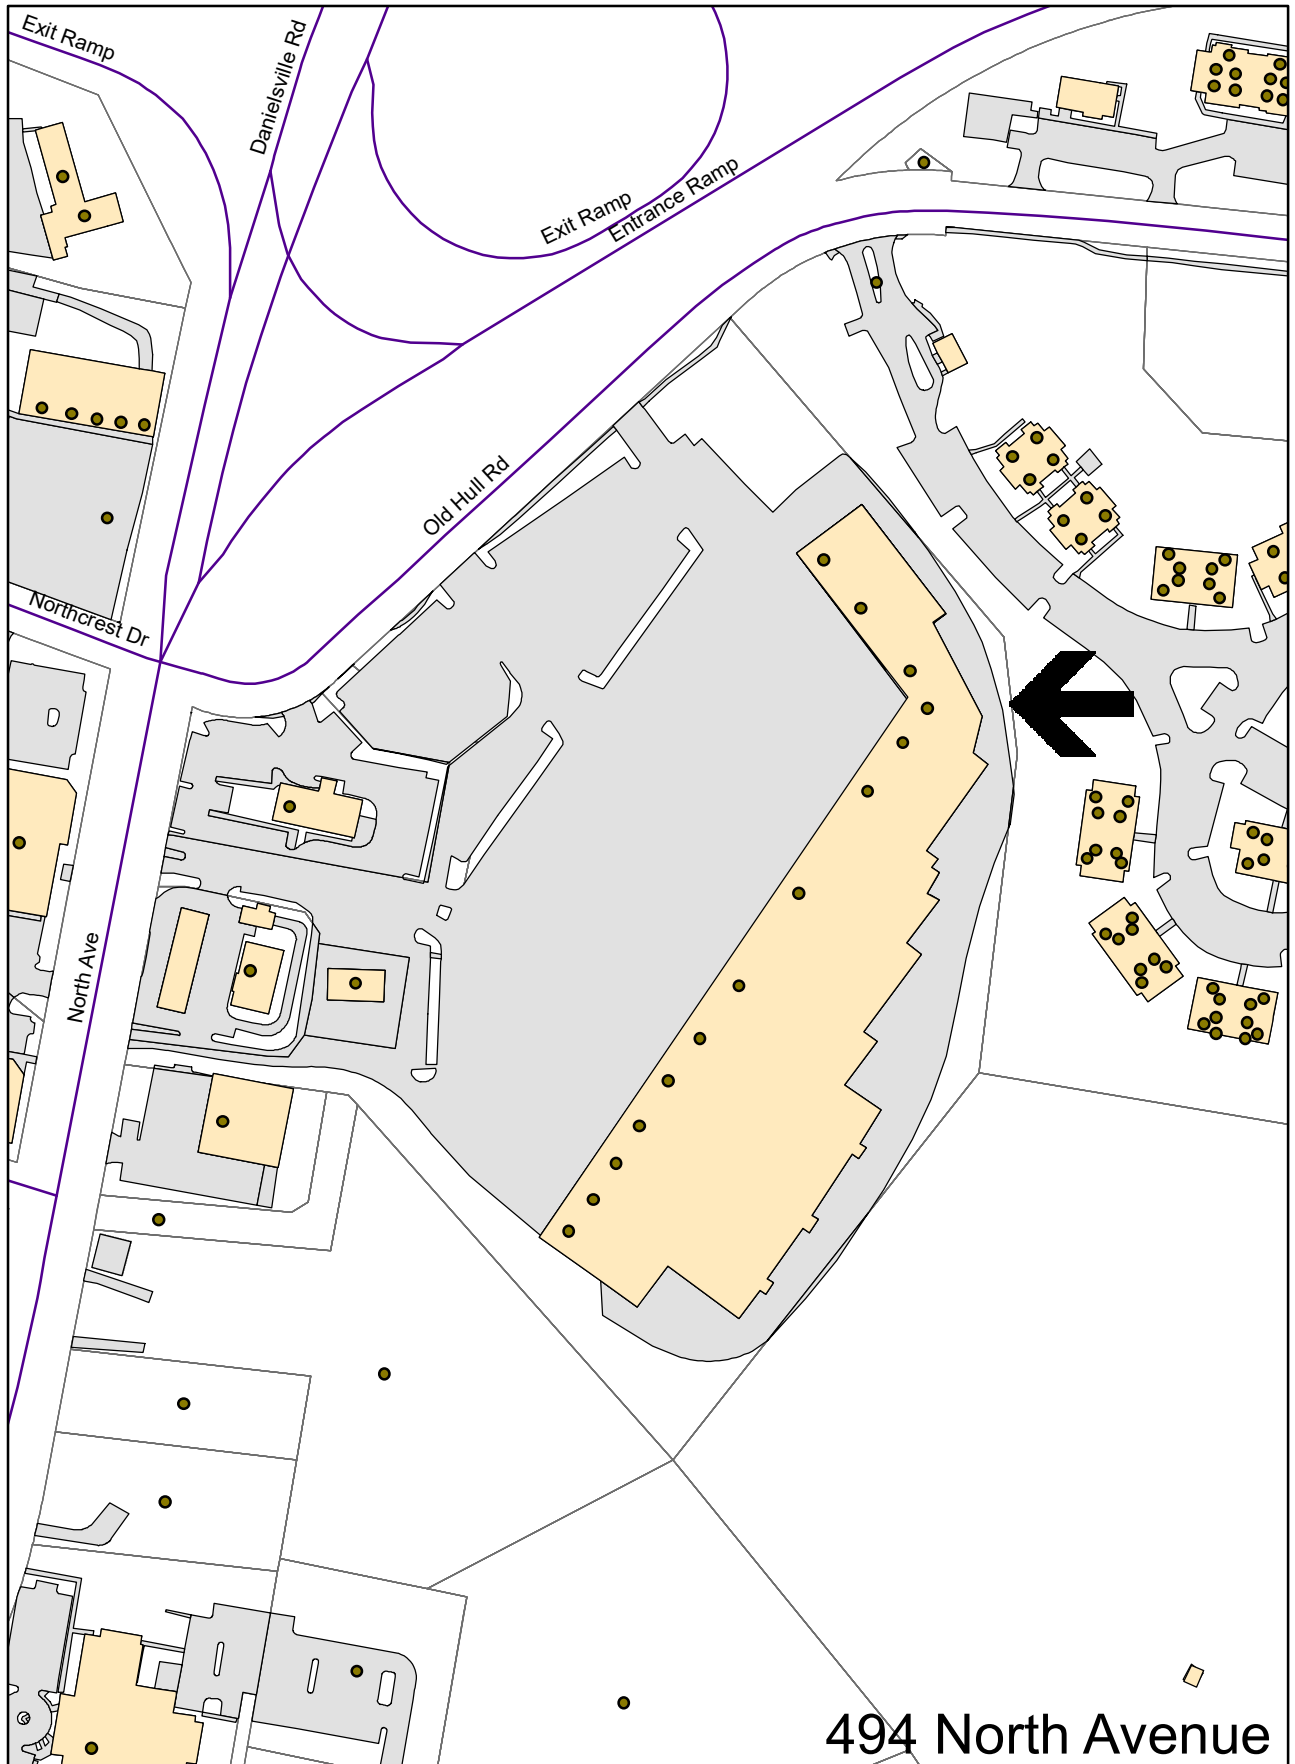 Exit Ramp
Danielsville Rd
Exit Ramp
Entrance Ramp
Old Hull Rd
Northcrest Dr
North Ave
494 North Avenue